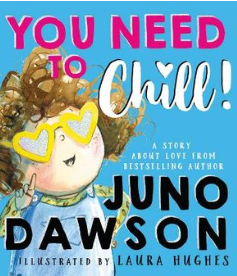 YOU NEED
TO Chill!
A STORY
ABOUT LOVE FROM
BESTSELLING AUTHOR
JUNO
DAWSON
ILLUSTRATED BY LAURA HUGHES